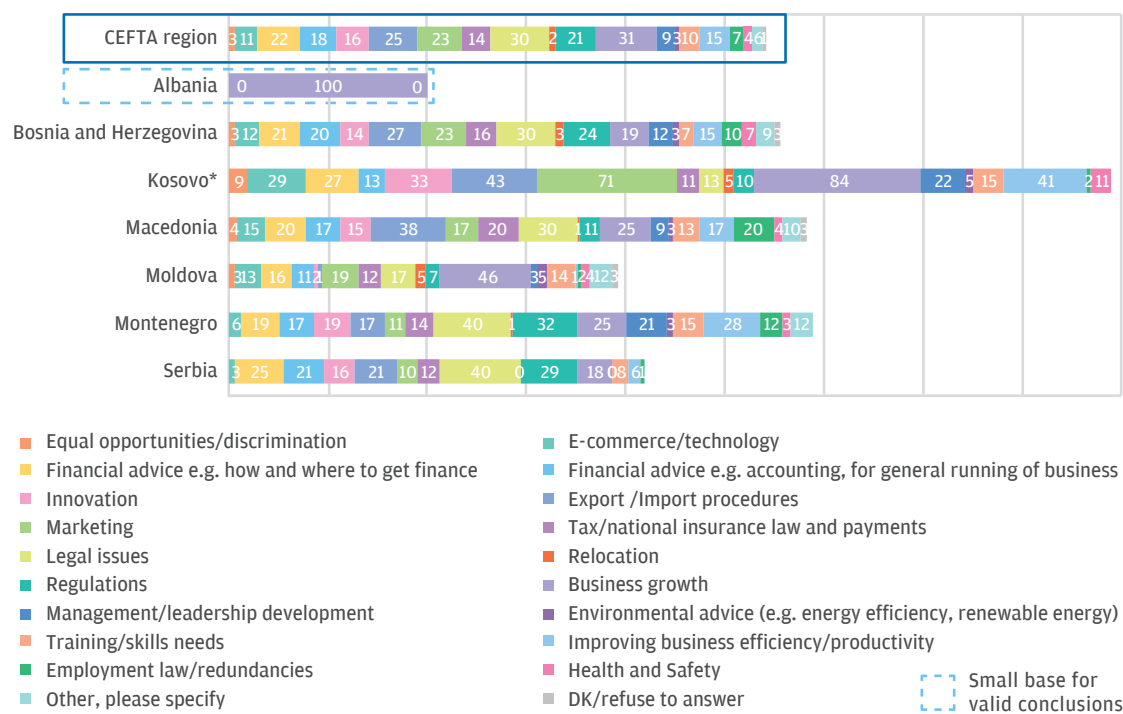 CEFTA region 3 11 22 18 16 25 23 14 30 2 21 31 9 3 10 15 7 4 6 1
Albania 0 100 0
Bosnia and Herzegovina 3 12 21 20 14 27 23 16 30 3 24 19 12 3 7 15 10 7 9 3
Kosovo* 9 29 27 13 33 43 71 11 13 5 10 84 22 5 15 41 2 11
Macedonia 4 15 20 17 15 38 17 20 30 1 11 25 9 3 13 17 20 4 10 3
Moldova 3 13 16 11 2 1 19 12 17 5 7 46 3 5 14 1 2 4 12 3
Montenegro 6 19 17 19 17 11 14 40 1 32 25 21 3 15 28 12 3 12
Serbia 3 25 21 16 21 10 12 40 0 29 18 0 8 6 1
Equal opportunities/discrimination
E-commerce/technology
Financial advice e.g. how and where to get finance
Financial advice e.g. accounting, for general running of business
Innovation
Export /Import procedures
Marketing
Tax/national insurance law and payments
Legal issues
Relocation
Regulations
Business growth
Management/leadership development
Environmental advice (e.g. energy efficiency, renewable energy)
Training/skills needs
Improving business efficiency/productivity
Employment law/redundancies
Health and Safety
Other, please specify
DK/refuse to answer
Small base for
valid conclusions